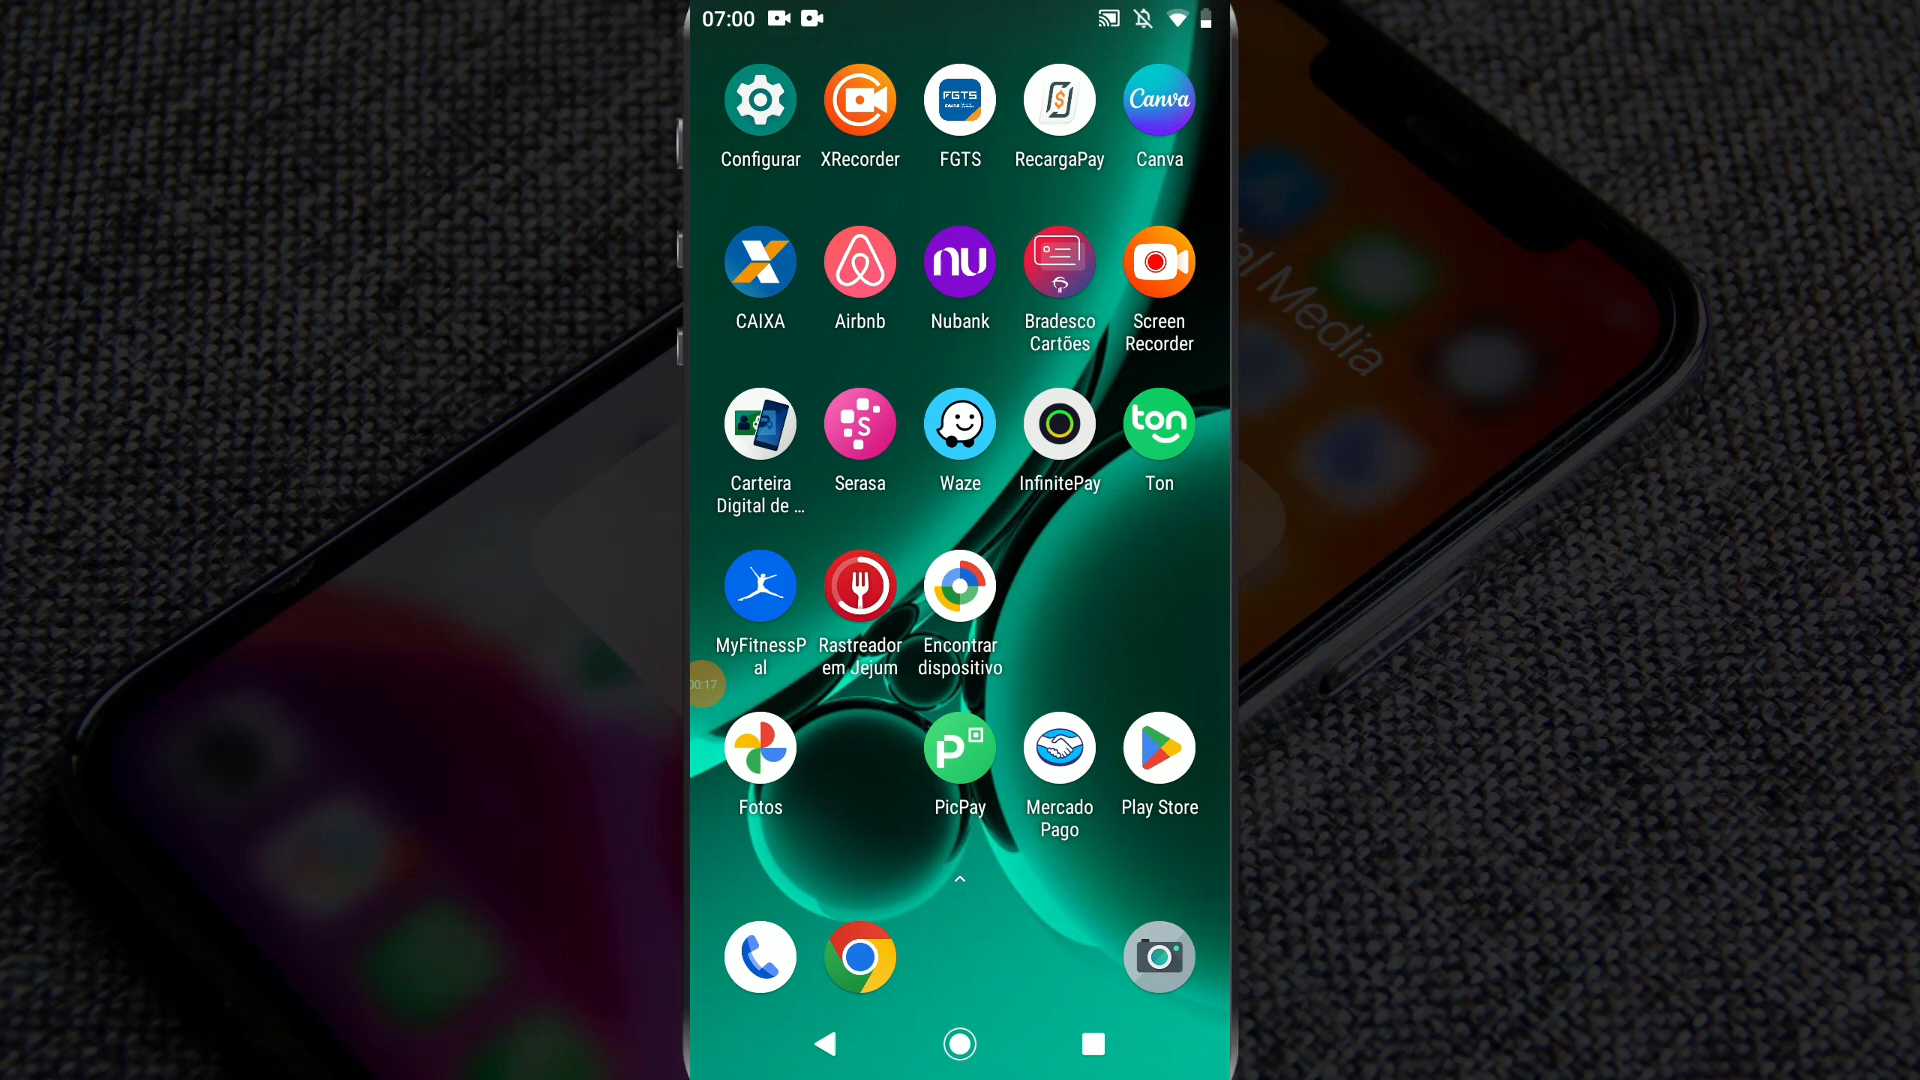 07:00
FGTS
Canva
Configurar
XRecorder
FGTS
RecargaPay
Canva
nu
CAIXA
Airbnb
Nubank
Bradesco
Cartões
Screen
Recorder
S
ton
Carteira
Digital de ...
Serasa
Waze
InfinitePay
Ton
MyFitnessP
al
Rastreador
em Jejum
Encontrar
dispositivo
00:17
Fotos
PicPay
Mercado
Pago
Play Store
ial Media